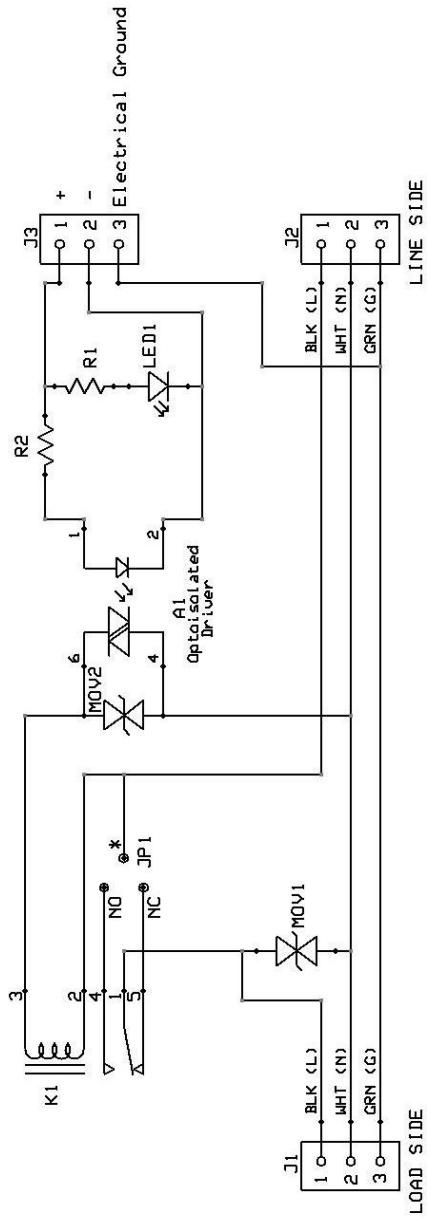 K1
3
2
4
1
5
NO
NC
*
JP1
MOV2
6
4
A1
Optoisolated
Driver
1
2
R2
R1
LED1
J3
1
+
2
-
3
Electrical Ground
MOV1
J1
1
BLK (L)
2
WHT (N)
3
GRN (G)
LOAD SIDE
J2
BLK (L)
1
WHT (N)
2
GRN (G)
3
LINE SIDE